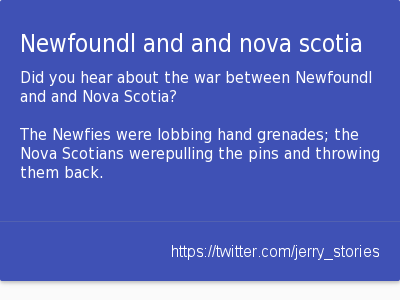 Newfoundl and and nova scotia
Did you hear about the war between Newfoundl
and and Nova Scotia?
The Newfies were lobbing hand grenades; the
Nova Scotians werepulling the pins and throwing
them back.
https://twitter.com/jerry_stories